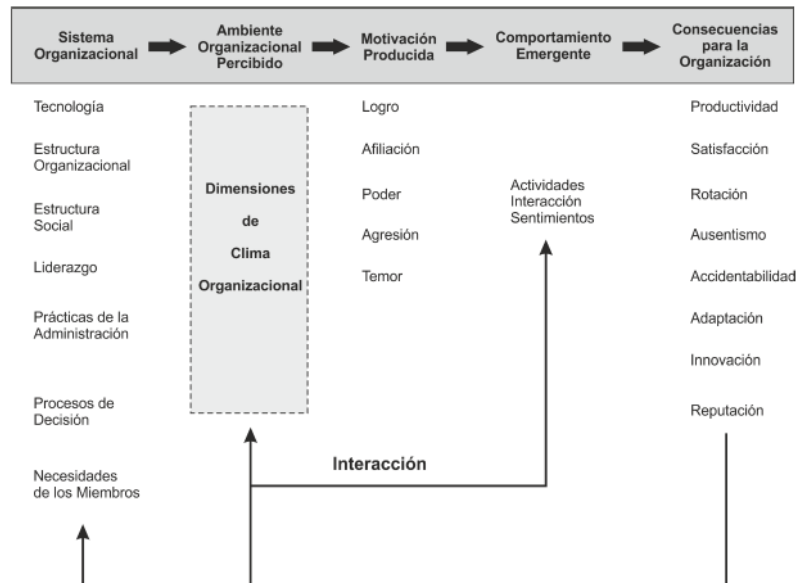 Sistema
Organizacional
Ambiente
Organizacional
Percibido
Motivación
Producida
Comportamiento
Emergente
Consecuencias
para la
Organización
Tecnología
Estructura
Organizacional
Estructura
Social
Liderazgo
Prácticas de la
Administración
Procesos de
Decisión
Necesidades
de los Miembros
Dimensiones
de
Clima
Organizacional
Logro
Afiliación
Poder
Agresión
Temor
Actividades
Interacción
Sentimientos
Productividad
Satisfacción
Rotación
Ausentismo
Accidentabilidad
Adaptación
Innovación
Reputación
Interacción